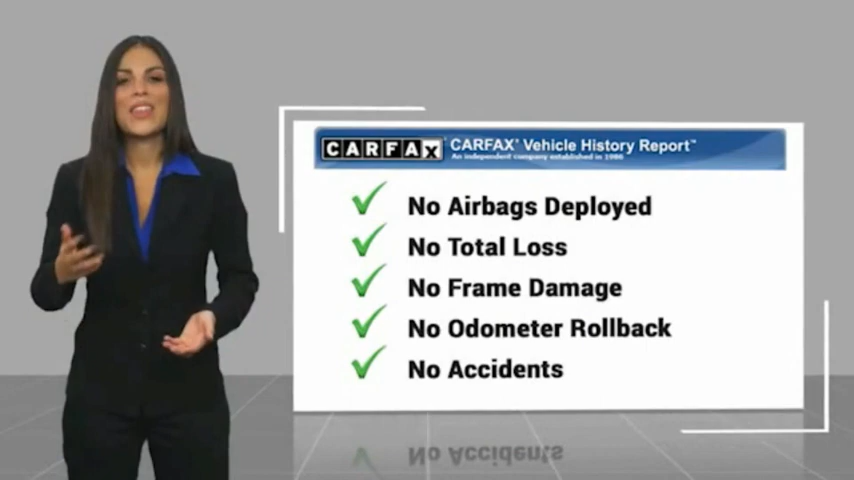 CARFAX CARFAX® Vehicle History Report™
An independent company established in 1986
No Airbags Deployed
No Total Loss
No Frame Damage
No Odometer Rollback
No Accidents
No Accidents